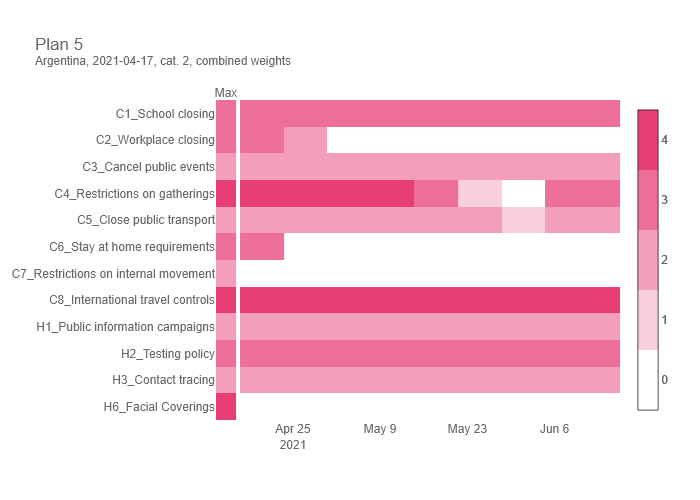 Plan 5
Argentina, 2021-04-17, cat. 2, combined weights
Max
C1_School closing
C2_Workplace closing
C3_Cancel public events
C4_Restrictions on gatherings
C5_Close public transport
C6_Stay at home requirements
C7_Restrictions on internal movement
C8_International travel controls
H1_Public information campaigns
H2_Testing policy
H3_Contact tracing
H6_Facial Coverings
4
3
2
1
0
Apr 25 May 9 May 23 Jun 6
2021